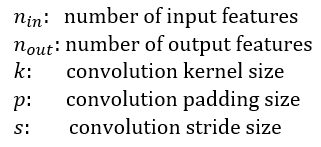 n_in: number of input features
n_out: number of output features
k: convolution kernel size
p: convolution padding size
s: convolution stride size